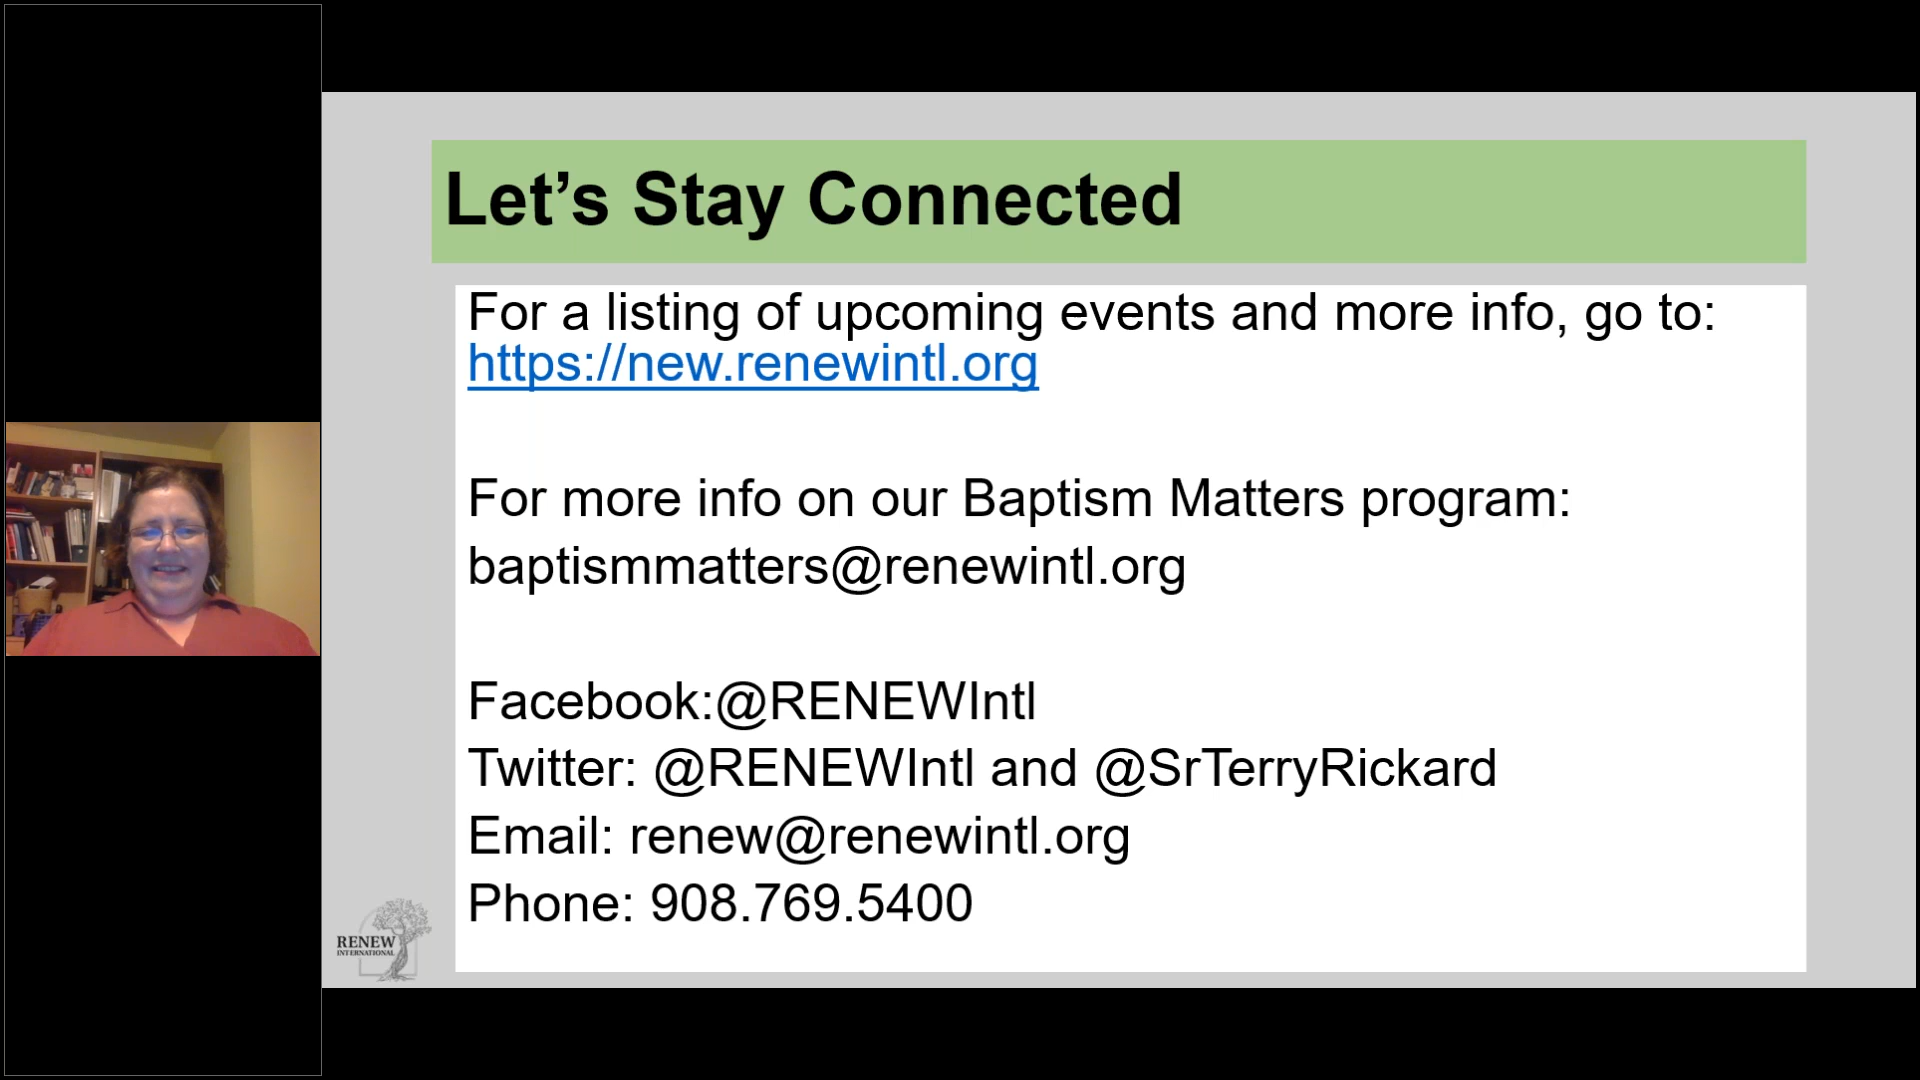 Let’s Stay Connected
For a listing of upcoming events and more info, go to:
https://new.renewintl.org
For more info on our Baptism Matters program:
baptismmatters@renewintl.org
Facebook:@RENEWIntl
Twitter: @RENEWIntl and @SrTerryRickard
Email: renew@renewintl.org
Phone: 908.769.5400
RENEW
INTERNATIONAL